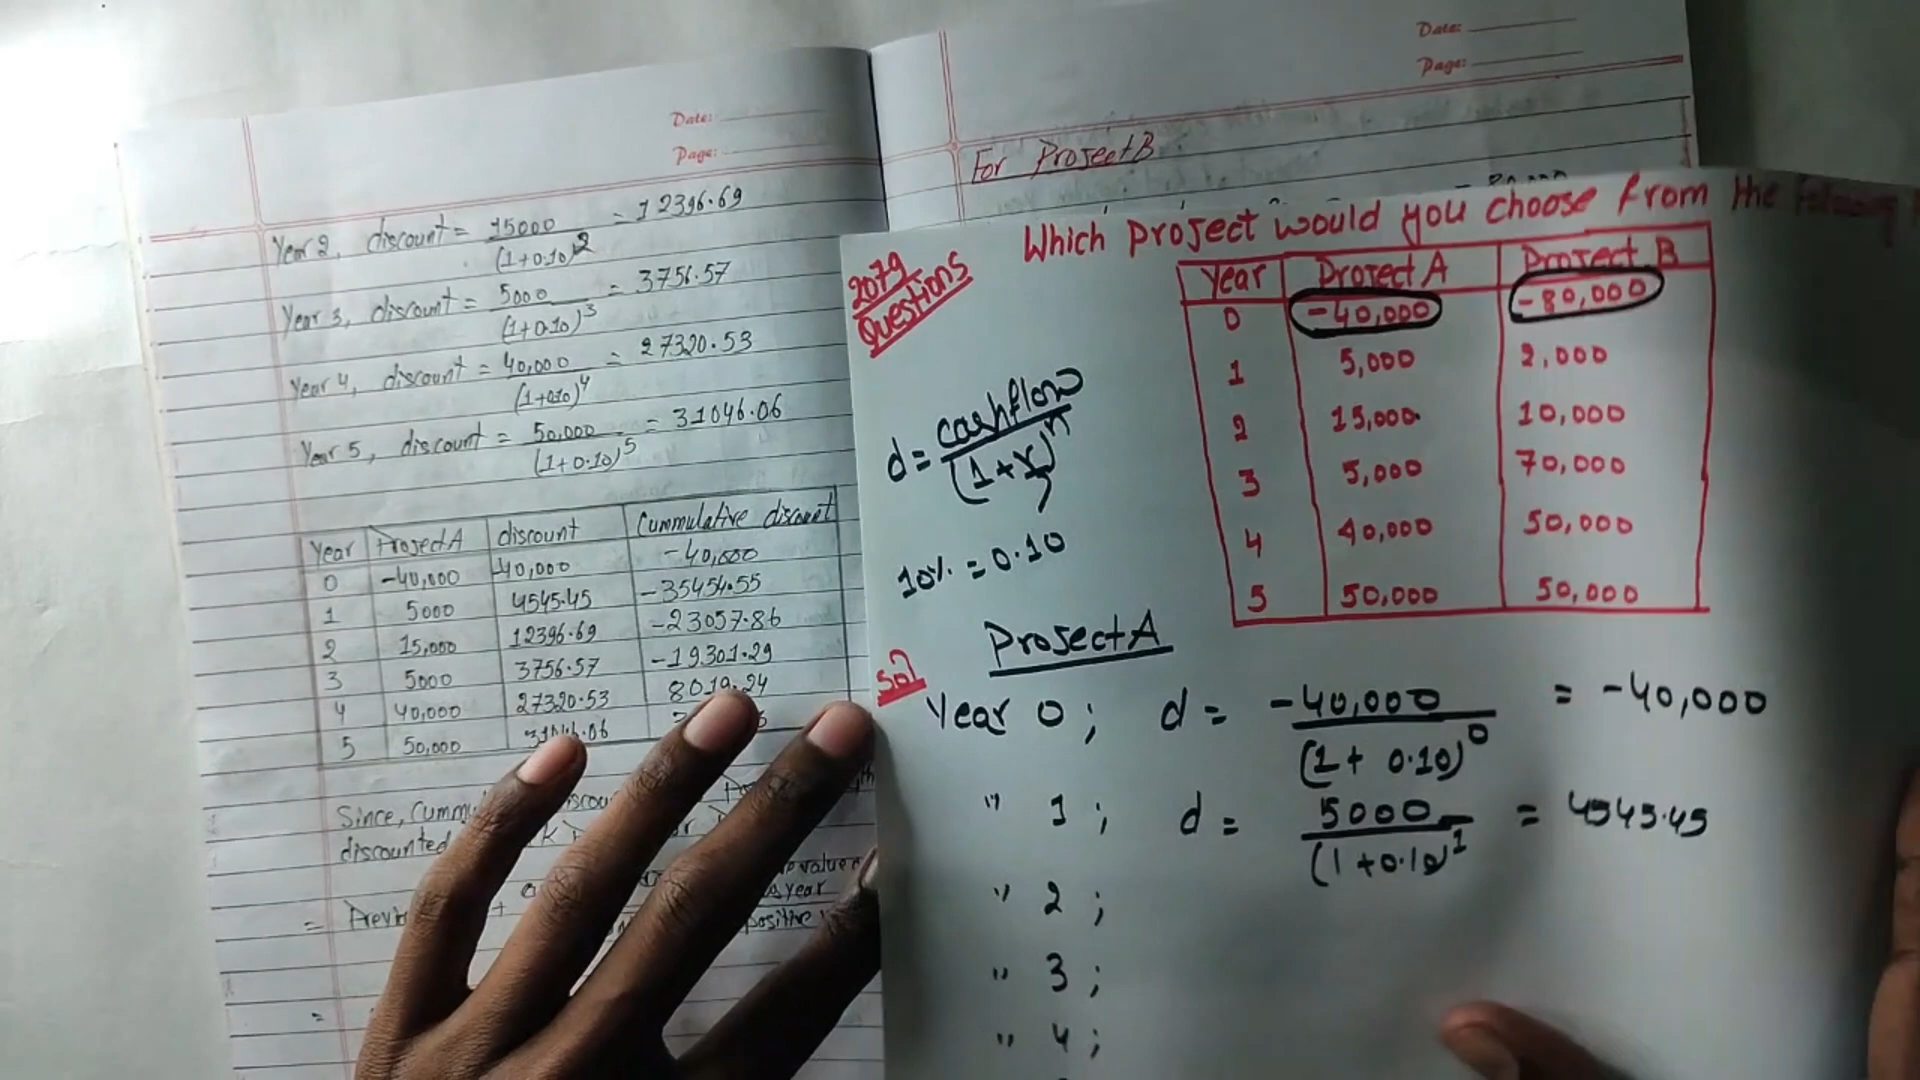 Date:
Page:
Year 2, discount = 15000 / (1+0.10)^2 = 12396.69
Year 3, discount = 5000 / (1+0.10)^3 = 3756.57
Year 4, discount = 40,000 / (1+0.10)^4 = 27320.53
Year 5, discount = 50,000 / (1+0.10)^5 = 31046.06
Year ProjectA discount Cummulative discount
0 -40,000 -40,000 -40,000
1 5000 4545.45 -35454.55
2 15,000 12396.69 -23057.86
3 5000 3756.57 -19301.29
4 40,000 27320.53 8019.24
5 50,000 31046.06
Since,
discounted
=
+
year
positive
=
Date:
Page:
For Project B
2079
Questions
Which project would you choose from the following
Year Project A Project B
0 -40,000 -80,000
1 5,000 2,000
2 15,000 10,000
3 5,000 70,000
4 40,000 50,000
5 50,000 50,000
d = cashflow / (1+r)^n
10% = 0.10
Project A
Sol
Year 0 ; d = -40,000 / (1+ 0.10)^0 = -40,000
" 1 ; d = 5000 / (1+0.10)^1 = 4545.45
" 2 ;
" 3 ;
" 4 ;